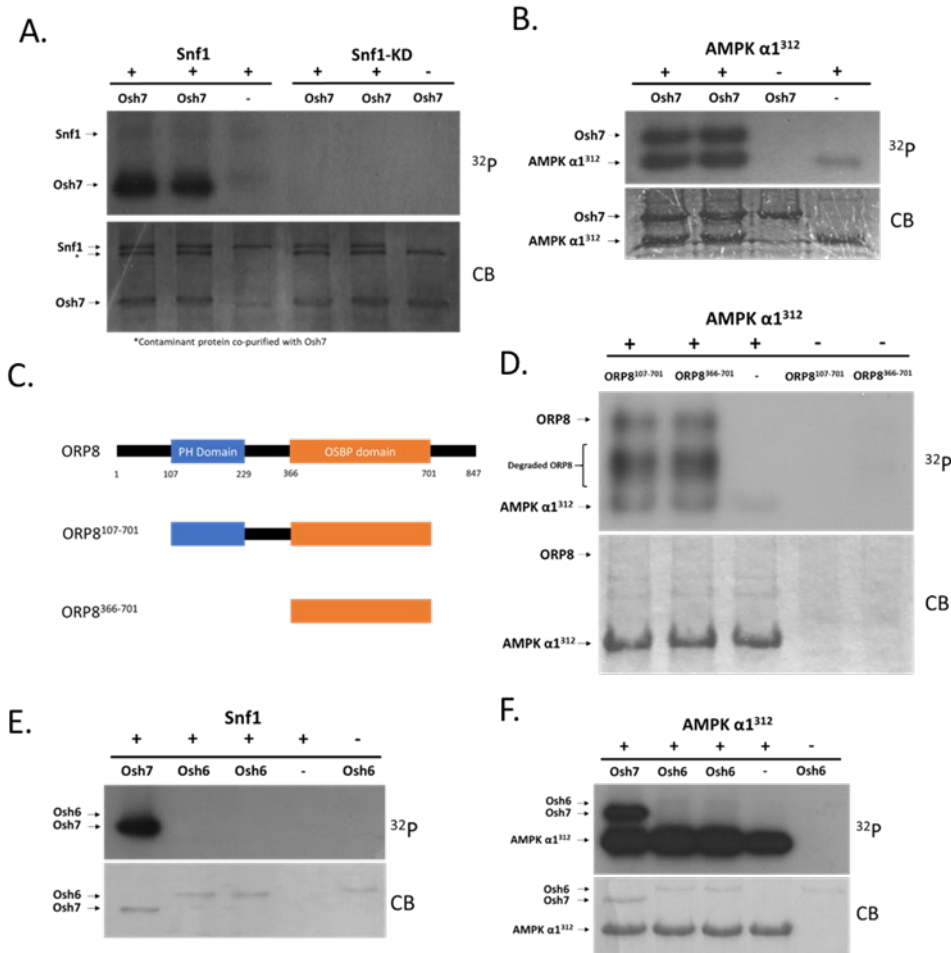 A.
Snf1 Snf1-KD
+ + + + + -
Osh7 Osh7 - Osh7 Osh7 Osh7
Snf1
Osh7
32P
Snf1
*
Osh7
CB
*Contaminant protein co-purified with Osh7
B.
AMPK α1³¹²
+ + - +
Osh7 Osh7 Osh7 -
Osh7
AMPK α1³¹²
³²P
Osh7
AMPK α1³¹²
CB
C.
ORP8 PH Domain OSBP domain
1 107 229 366 701 847
ORP8¹⁰⁷⁻⁷⁰¹
ORP8³⁶⁶⁻⁷⁰¹
D.
AMPK α1³¹²
+ + + - -
ORP8¹⁰⁷⁻⁷⁰¹ ORP8³⁶⁶⁻⁷⁰¹ - ORP8¹⁰⁷⁻⁷⁰¹ ORP8³⁶⁶⁻⁷⁰¹
ORP8
Degraded ORP8
AMPK α1³¹²
³²P
ORP8
AMPK α1³¹²
CB
E.
Snf1
+ + + + -
Osh7 Osh6 Osh6 - Osh6
Osh6
Osh7
³²P
Osh6
Osh7
CB
F.
AMPK α1³¹²
+ + + + -
Osh7 Osh6 Osh6 - Osh6
Osh6
Osh7
AMPK α1³¹²
³²P
Osh6
Osh7
AMPK α1³¹²
CB